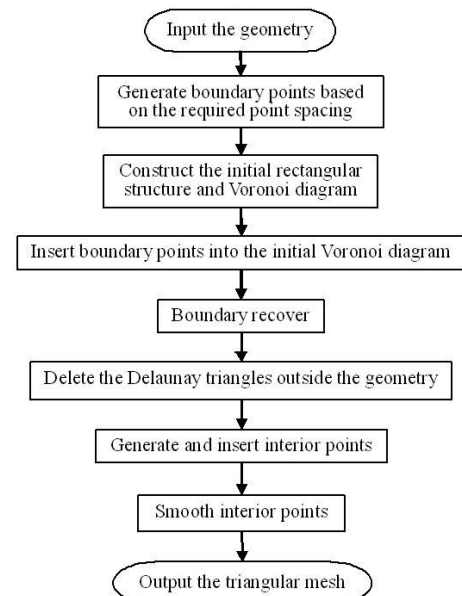 Input the geometry
Generate boundary points based
on the required point spacing
Construct the initial rectangular
structure and Voronoi diagram
Insert boundary points into the initial Voronoi diagram
Boundary recover
Delete the Delaunay triangles outside the geometry
Generate and insert interior points
Smooth interior points
Output the triangular mesh